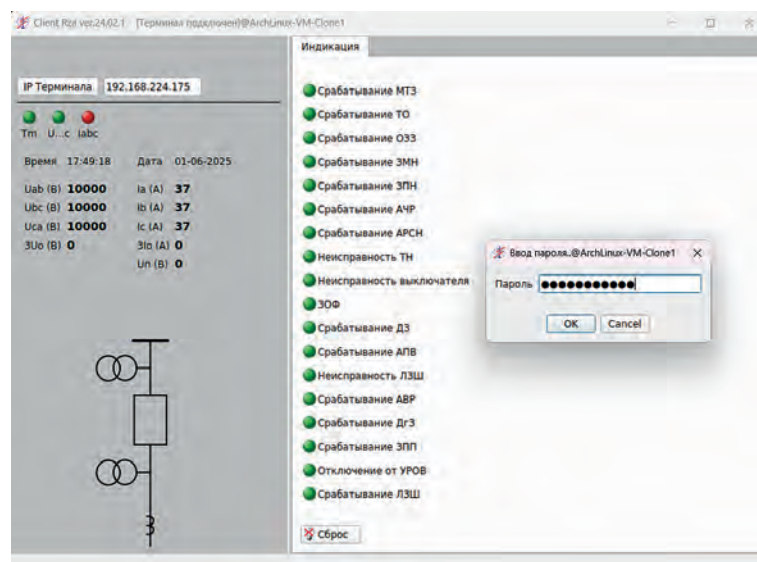 Client Rza ver.24.02.1 [Терминал подключен]@ArchLinux-VM-Clone1
IP Терминала 192.168.224.175
Tm U...c Iabc
Время 17:49:18 Дата 01-06-2025
Uab (В) 10000 Ia (А) 37
Ubc (В) 10000 Ib (А) 37
Uca (В) 10000 Ic (А) 37
3Uo (В) 0 3Io (А) 0
Un (В) 0
Индикация
Срабатывание МТЗ
Срабатывание ТО
Срабатывание ОЗЗ
Срабатывание ЗМН
Срабатывание ЗПН
Срабатывание АЧР
Срабатывание АРСН
Неисправность ТН
Неисправность выключателя
ЗОФ
Срабатывание ДЗ
Срабатывание АПВ
Неисправность ЛЗШ
Срабатывание АВР
Срабатывание ДгЗ
Срабатывание ЗПП
Отключение от УРОВ
Срабатывание ЛЗШ
Сброс
Ввод пароля..@ArchLinux-VM-Clone1
Пароль
OK Cancel